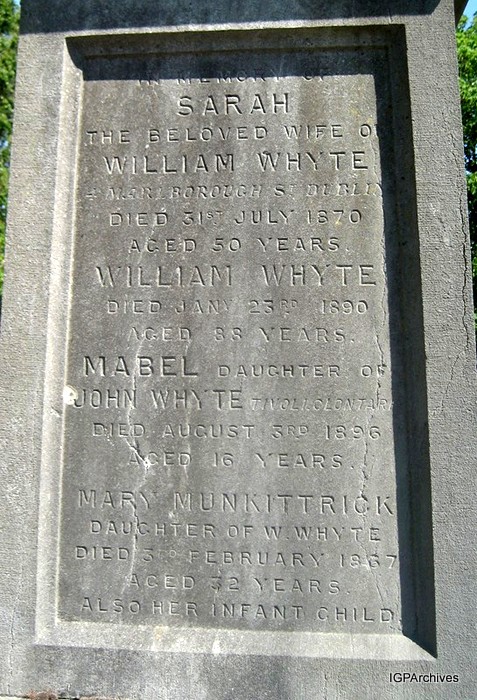 IN MEMORY OF
SARAH
THE BELOVED WIFE OF
WILLIAM WHYTE
4 MARLBOROUGH ST DUBLIN
DIED 31ST JULY 1870
AGED 50 YEARS.
WILLIAM WHYTE
DIED JANY 23RD 1890
AGED 88 YEARS.
MABEL DAUGHTER OF
JOHN WHYTE TIVOLI, CLONTARF
DIED AUGUST 3RD 1896
AGED 16 YEARS.
MARY MUNKITTRICK
DAUGHTER OF W. WHYTE
DIED FEBRUARY
AGED 32 YEARS.
ALSO HER INFANT CHILD.
IGPArchives